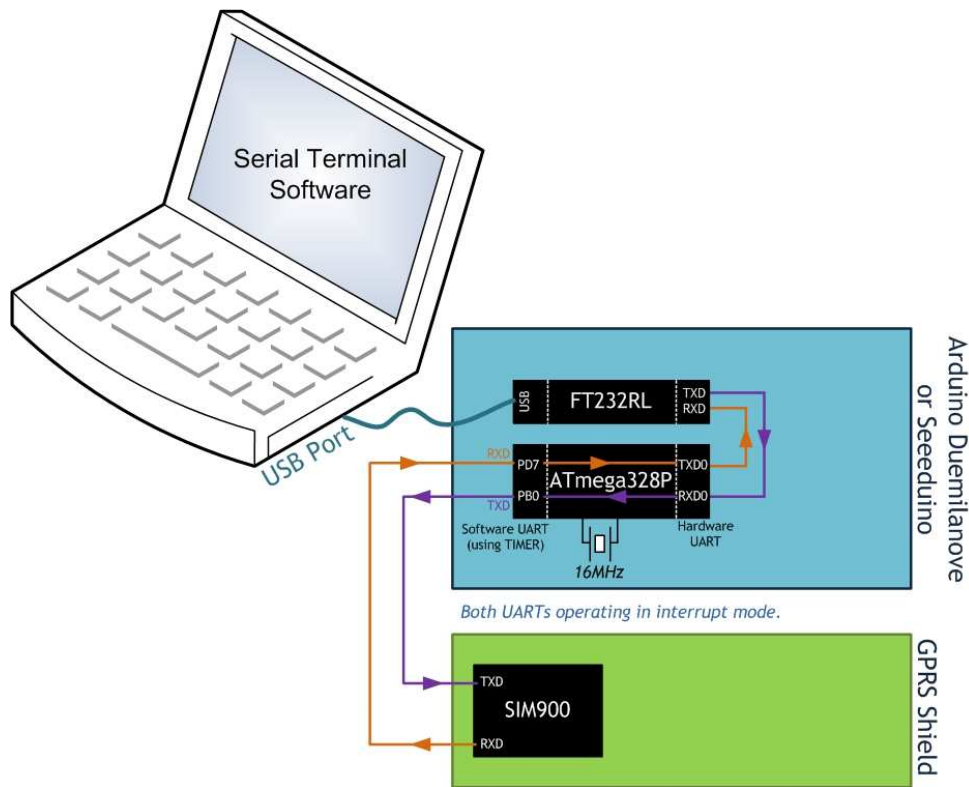 Serial Terminal
Software
USB Port
Arduino Duemilanove
or Seeeduino
USB
FT232RL
TXD
RXD
RXD
PD7
ATmega328P
TXD0
PB0
RXD0
TXD
Software UART
(using TIMER)
Hardware
UART
16MHz
Both UARTs operating in interrupt mode.
GPRS Shield
TXD
SIM900
RXD